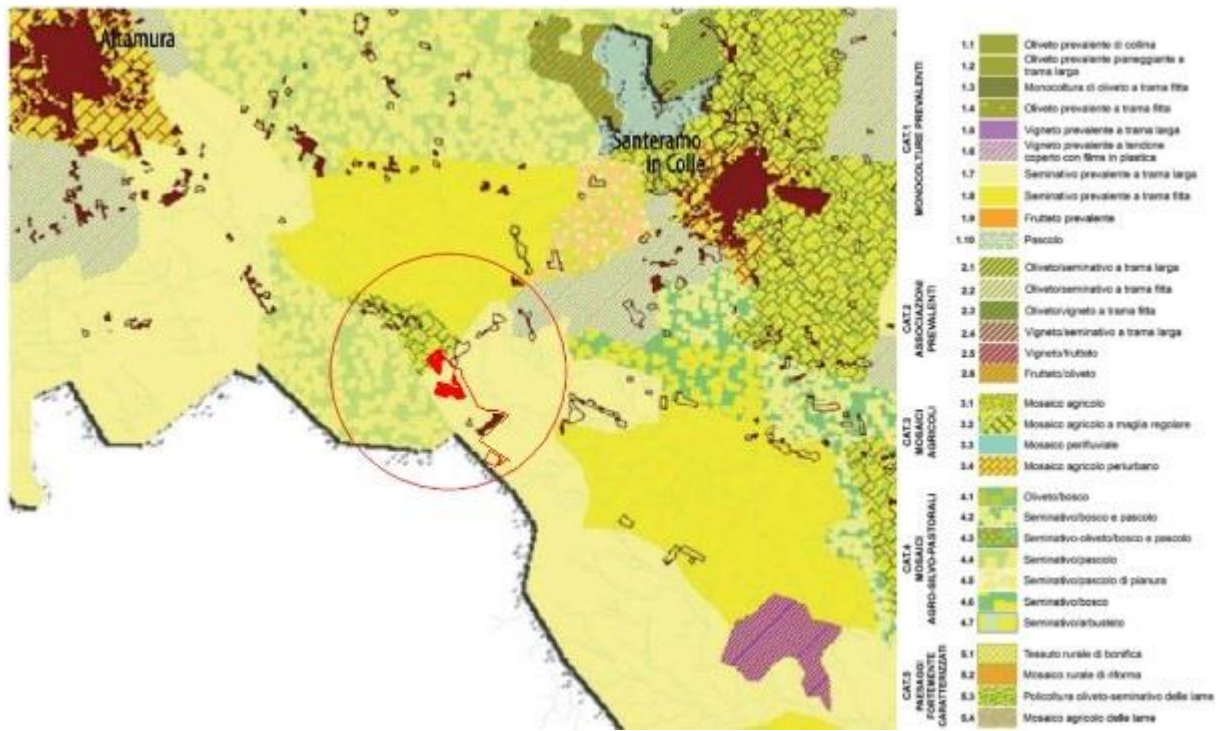 Altamura
Santeramo
in Colle
CAT.1
MONOCOLTURE PREVALENTI
1.1 Oliveto prevalente di collina
1.2 Oliveto prevalente pianeggiante a
trama larga
1.3 Monocoltura di oliveto a trama fitta
1.4 Oliveto prevalente a trama fitta
1.5 Vigneto prevalente a trama larga
1.6 Vigneto prevalente a tendone
coperto con films in plastica
1.7 Seminativo prevalente a trama larga
1.8 Seminativo prevalente a trama fitta
1.9 Frutteto prevalente
1.10 Pascolo
CAT.2
ASSOCIAZIONI
PREVALENTI
2.1 Oliveto/seminativo a trama larga
2.2 Oliveto/seminativo a trama fitta
2.3 Oliveto/vigneto a trama fitta
2.4 Vigneto/seminativo a trama larga
2.5 Vigneto/frutteto
2.6 Frutteto/oliveto
CAT.3
MOSAICI
AGRICOLI
3.1 Mosaico agricolo
3.2 Mosaico agricolo a maglia regolare
3.3 Mosaico perifluviale
3.4 Mosaico agricolo periurbano
CAT.4
MOSAICI
AGRO-SILVO-PASTORALI
4.1 Oliveto/bosco
4.2 Seminativo/bosco e pascolo
4.3 Seminativo-oliveto/bosco e pascolo
4.4 Seminativo/pascolo
4.5 Seminativo/pascolo di pianura
4.6 Seminativo/bosco
4.7 Seminativo/arbusteto
CAT.5
PAESAGGI
FORTEMENTE
CARATTERIZZATI
5.1 Tessuto rurale di bonifica
5.2 Mosaico rurale di riforma
5.3 Policoltura oliveto-seminativo delle lame
5.4 Mosaico agricolo delle lame